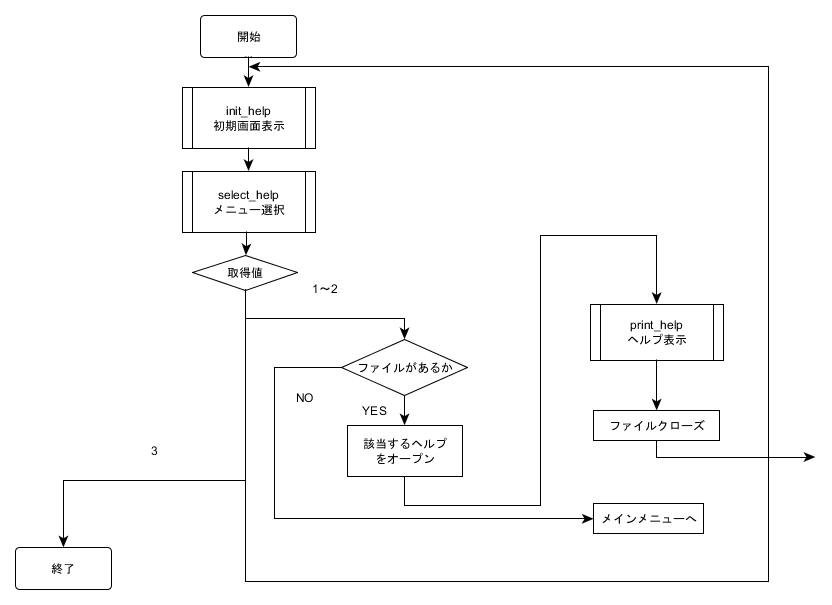 開始
init_help
初期画面表示
select_help
メニュー選択
取得値
1～2
print_help
ヘルプ表示
ファイルがあるか
NO
YES
ファイルクローズ
該当するヘルプ
をオープン
3
メインメニューへ
終了